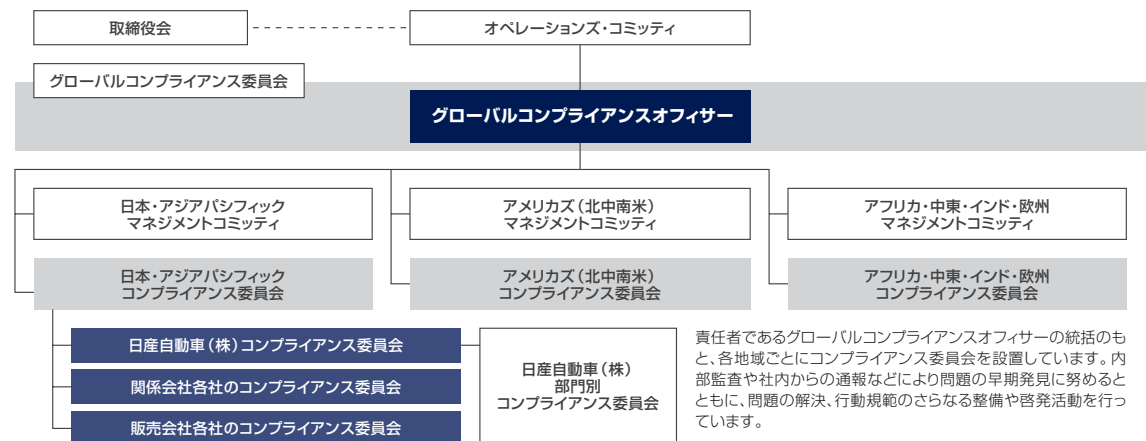 取締役会
オペレーションズ・コミッティ
グローバルコンプライアンス委員会
グローバルコンプライアンスオフィサー
日本・アジアパシフィック
マネジメントコミッティ
アメリカズ（北中南米）
マネジメントコミッティ
アフリカ・中東・インド・欧州
マネジメントコミッティ
日本・アジアパシフィック
コンプライアンス委員会
アメリカズ（北中南米）
コンプライアンス委員会
アフリカ・中東・インド・欧州
コンプライアンス委員会
日産自動車（株）コンプライアンス委員会
関係会社各社のコンプライアンス委員会
販売会社各社のコンプライアンス委員会
日産自動車（株）
部門別
コンプライアンス委員会
責任者であるグローバルコンプライアンスオフィサーの統括のも
と、各地域ごとにコンプライアンス委員会を設置しています。内
部監査や社内からの通報などにより問題の早期発見に努めると
ともに、問題の解決、行動規範のさらなる整備や啓発活動を行っ
ています。